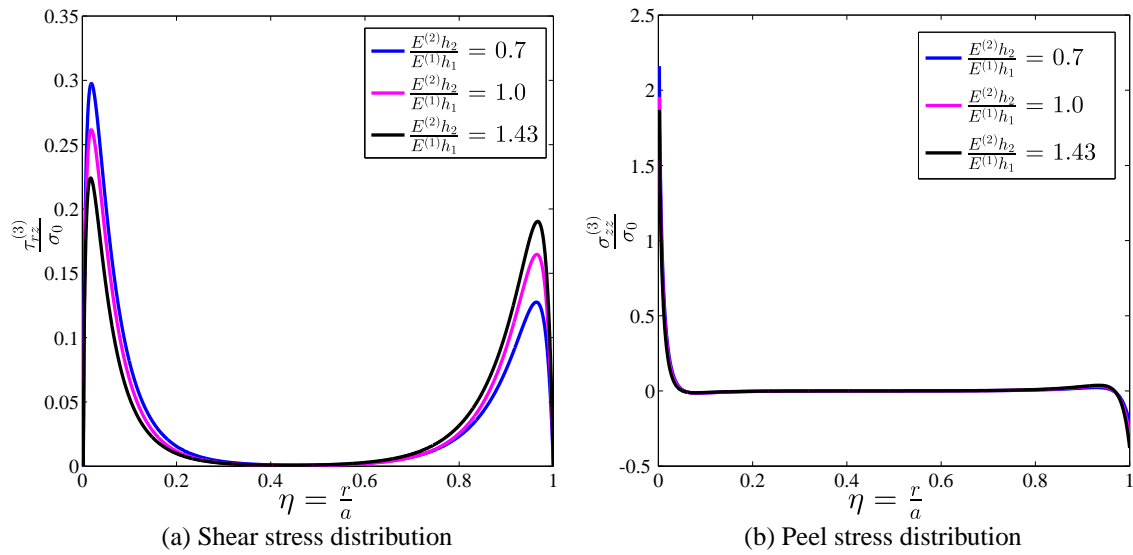 0.35
0.3
0.25
0.2
0.15
0.1
0.05
0
τ_{rz}^{(3)}/σ_0
E^{(2)}h_2/E^{(1)}h_1 = 0.7
E^{(2)}h_2/E^{(1)}h_1 = 1.0
E^{(2)}h_2/E^{(1)}h_1 = 1.43
0 0.2 0.4 0.6 0.8 1
η = r/a
(a) Shear stress distribution
2.5
2
1.5
1
0.5
0
-0.5
σ_{zz}^{(3)}/σ_0
E^{(2)}h_2/E^{(1)}h_1 = 0.7
E^{(2)}h_2/E^{(1)}h_1 = 1.0
E^{(2)}h_2/E^{(1)}h_1 = 1.43
0 0.2 0.4 0.6 0.8 1
η = r/a
(b) Peel stress distribution